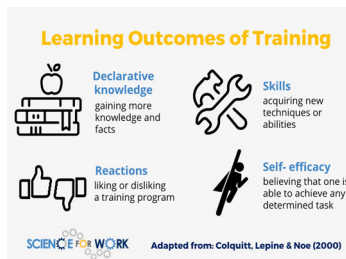 Learning Outcomes of Training
Declarative
knowledge
gaining more
knowledge and
facts
Skills
acquiring new
techniques or
abilities
Reactions
liking or disliking
a training program
Self- efficacy
believing that one is
able to achieve any
determined task
SCIENCE FOR WORK
Adapted from: Colquitt, Lepine & Noe (2000)